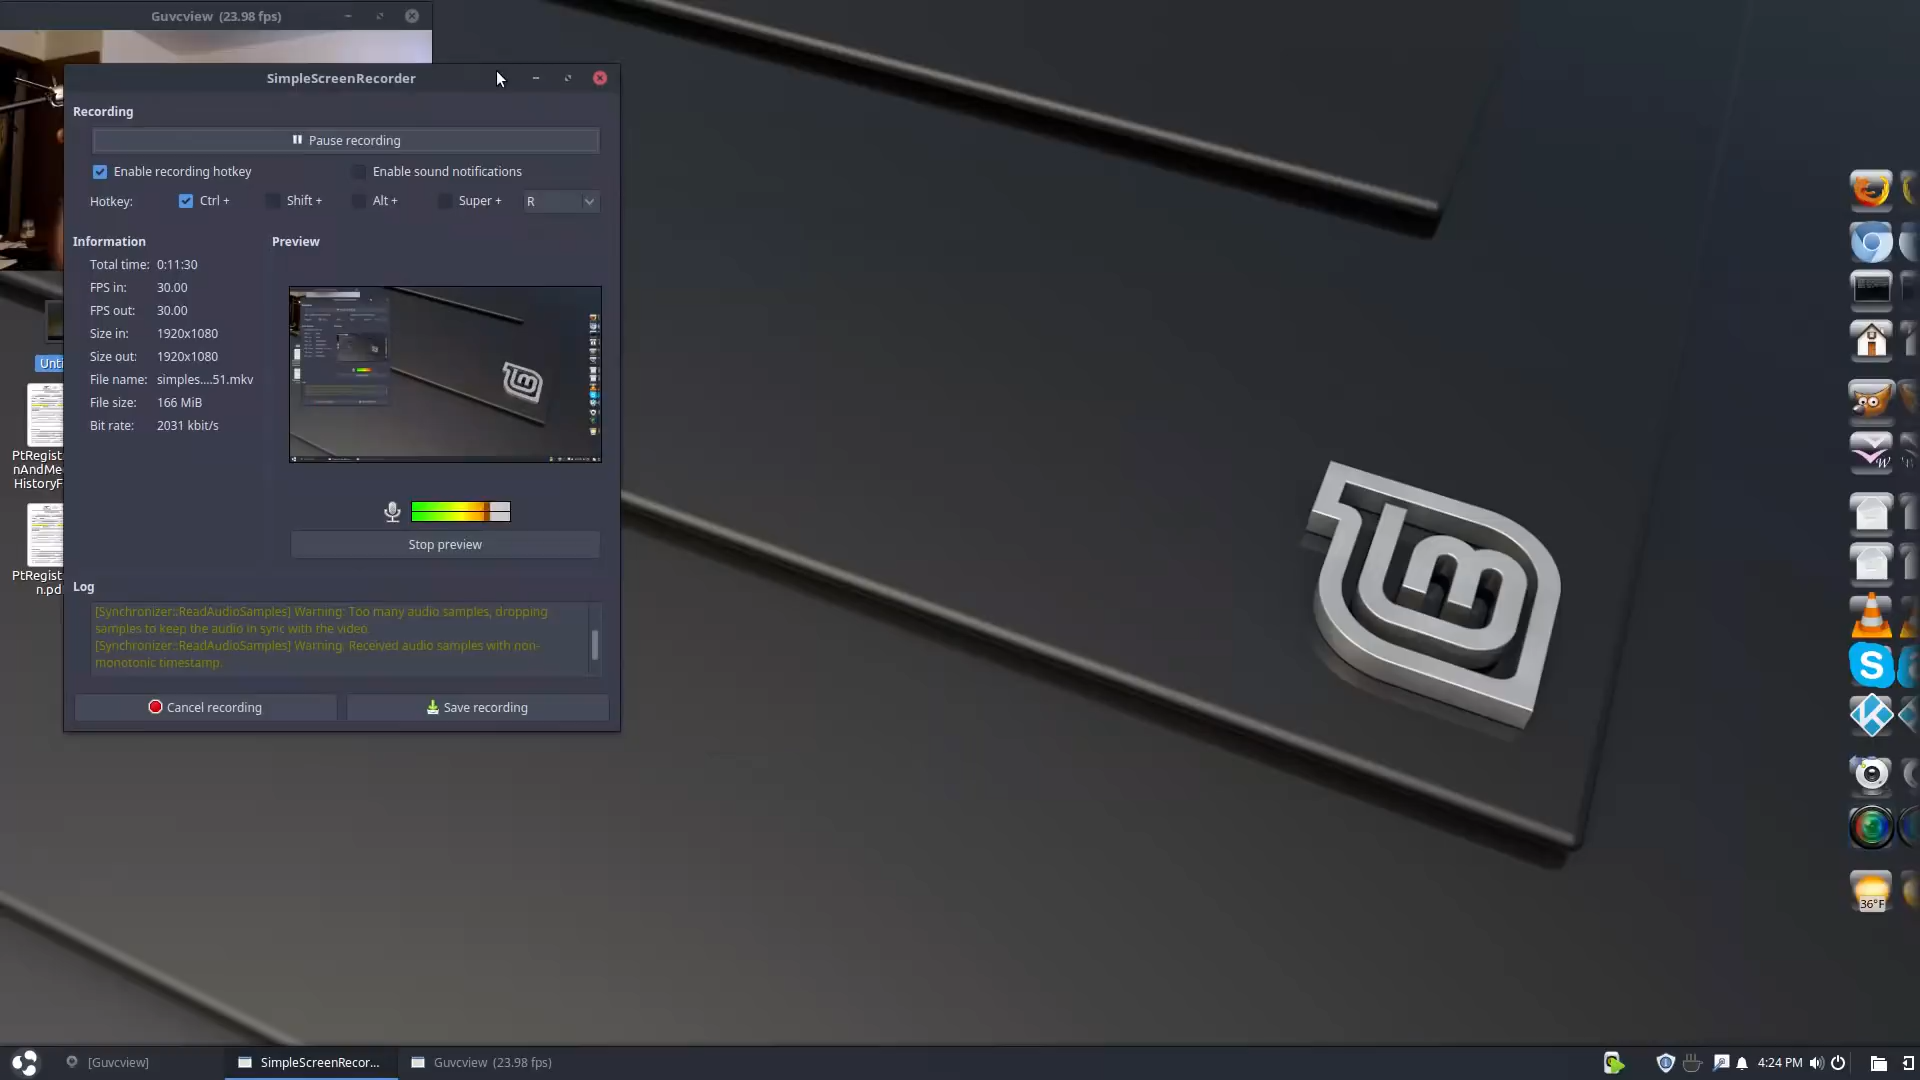 Guvcview (23.98 fps)
SimpleScreenRecorder
Recording
Pause recording
Enable recording hotkey
Enable sound notifications
Hotkey:
Ctrl +
Shift +
Alt +
Super +
R
Information
Preview
Total time: 0:11:30
FPS in: 30.00
FPS out: 30.00
Size in: 1920x1080
Size out: 1920x1080
File name: simples....51.mkv
File size: 166 MiB
Bit rate: 2031 kbit/s
Stop preview
Log
[Synchronizer::ReadAudioSamples] Warning: Too many audio samples, dropping
samples to keep the audio in sync with the video.
[Synchronizer::ReadAudioSamples] Warning: Received audio samples with non-
monotonic timestamp.
Cancel recording
Save recording
Unti
PtRegist
nAndMe
HistoryF
PtRegist
n.pd
W
36°F
[Guvcview]
SimpleScreenRecor...
Guvcview (23.98 fps)
4:24 PM